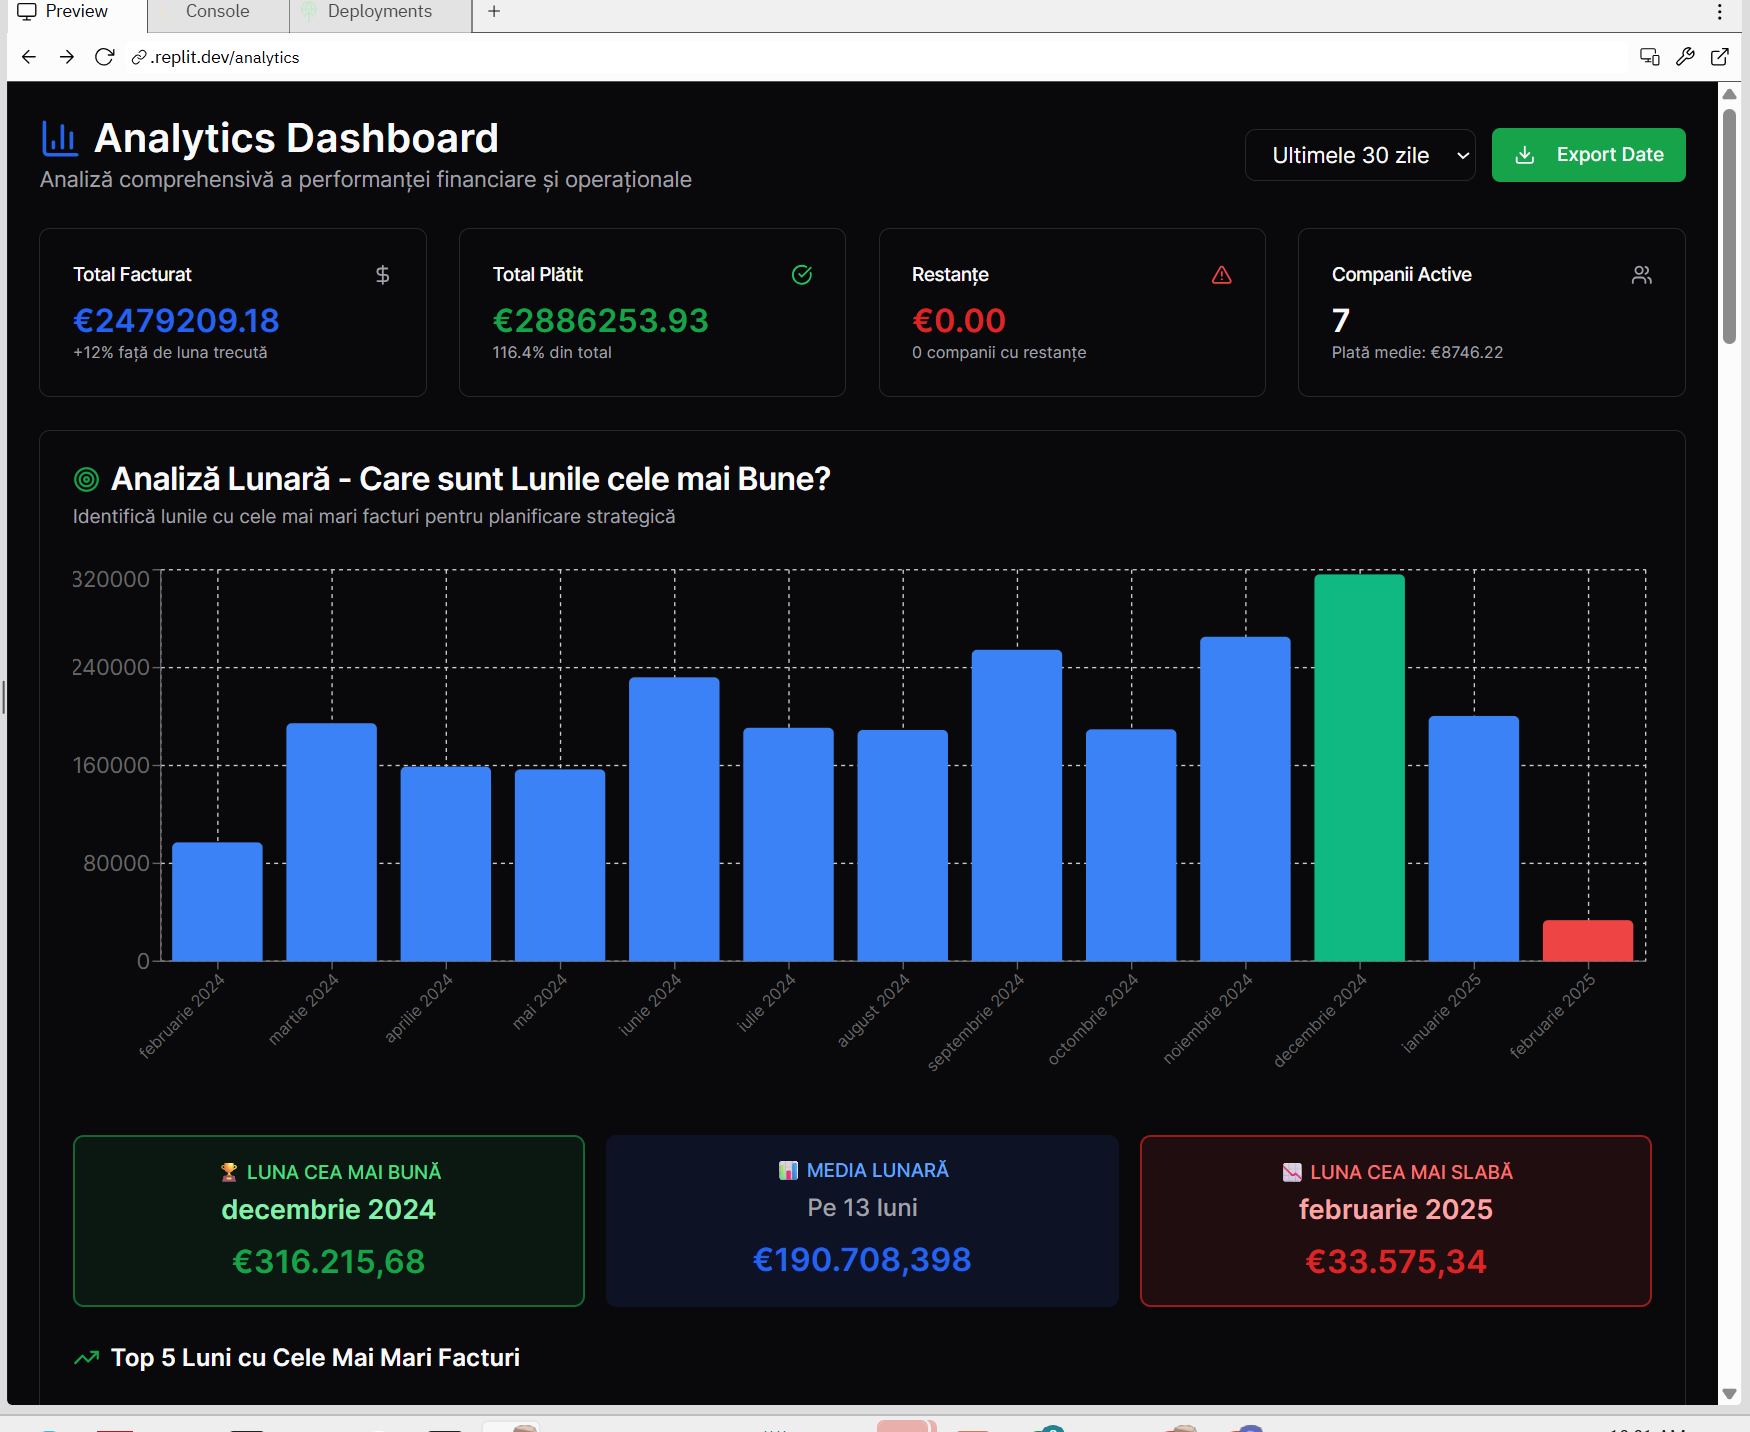 Preview
Console
Deployments
.replit.dev/analytics
Analytics Dashboard
Analiză comprehensivă a performanței financiare și operaționale
Ultimele 30 zile
Export Date
Total Facturat
€2479209.18
+12% față de luna trecută
Total Plătit
€2886253.93
116.4% din total
Restanțe
€0.00
0 companii cu restanțe
Companii Active
7
Plată medie: €8746.22
Analiză Lunară - Care sunt Lunile cele mai Bune?
Identifică lunile cu cele mai mari facturi pentru planificare strategică
320000
240000
160000
80000
0
februarie 2024
martie 2024
aprilie 2024
mai 2024
iunie 2024
iulie 2024
august 2024
septembrie 2024
octombrie 2024
noiembrie 2024
decembrie 2024
ianuarie 2025
februarie 2025
LUNA CEA MAI BUNĂ
decembrie 2024
€316.215,68
MEDIA LUNARĂ
Pe 13 luni
€190.708,398
LUNA CEA MAI SLABĂ
februarie 2025
€33.575,34
Top 5 Luni cu Cele Mai Mari Facturi